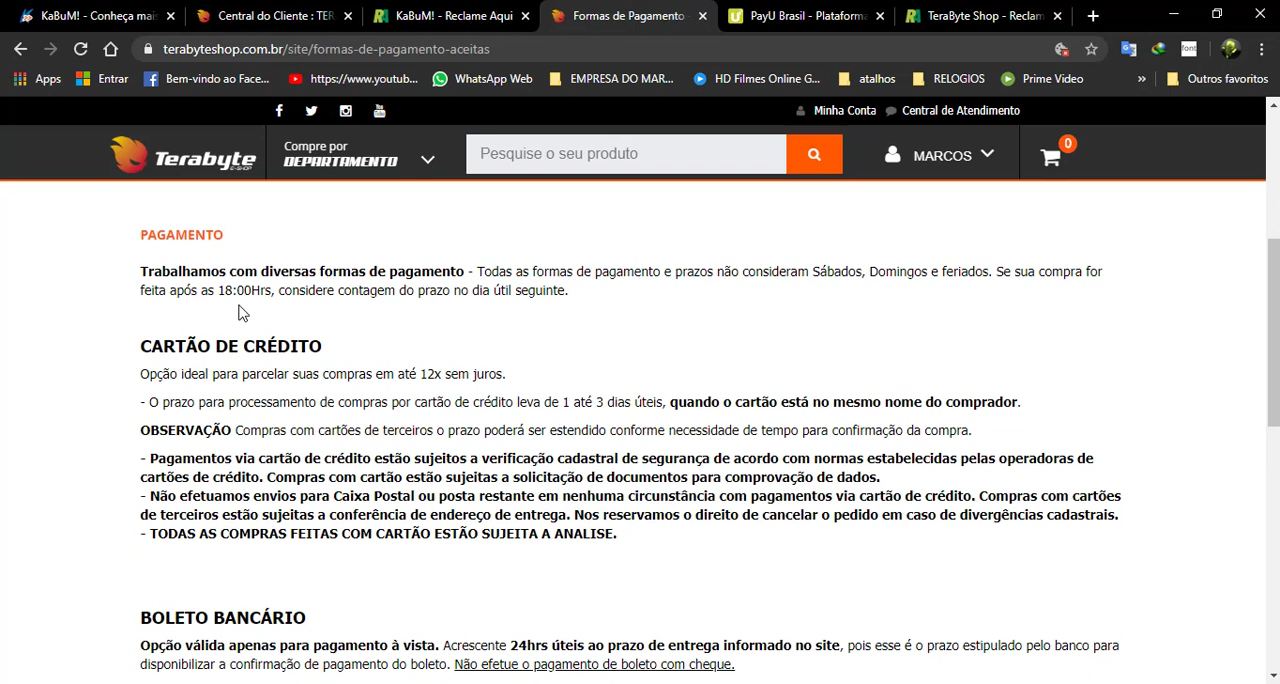 KaBuM! - Conheça mais
Central do Cliente : TER
KaBuM! - Reclame Aqui
Formas de Pagamento
PayU Brasil - Plataforma
TeraByte Shop - Reclam
terabyteshop.com.br/site/formas-de-pagamento-aceitas
font
Apps
Entrar
Bem-vindo ao Face...
https://www.youtub...
WhatsApp Web
EMPRESA DO MAR...
HD Filmes Online G...
atalhos
RELOGIOS
Prime Video
»
Outros favoritos
Minha Conta
Central de Atendimento
Terabyte
E-SHOP
Compre por
DEPARTAMENTO
Pesquise o seu produto
MARCOS
0
PAGAMENTO
Trabalhamos com diversas formas de pagamento - Todas as formas de pagamento e prazos não consideram Sábados, Domingos e feriados. Se sua compra for
feita após as 18:00Hrs, considere contagem do prazo no dia útil seguinte.
CARTÃO DE CRÉDITO
Opção ideal para parcelar suas compras em até 12x sem juros.
- O prazo para processamento de compras por cartão de crédito leva de 1 até 3 dias úteis, quando o cartão está no mesmo nome do comprador.
OBSERVAÇÃO Compras com cartões de terceiros o prazo poderá ser estendido conforme necessidade de tempo para confirmação da compra.
- Pagamentos via cartão de crédito estão sujeitos a verificação cadastral de segurança de acordo com normas estabelecidas pelas operadoras de
cartões de crédito. Compras com cartão estão sujeitas a solicitação de documentos para comprovação de dados.
- Não efetuamos envios para Caixa Postal ou posta restante em nenhuma circunstância com pagamentos via cartão de crédito. Compras com cartões
de terceiros estão sujeitas a conferência de endereço de entrega. Nos reservamos o direito de cancelar o pedido em caso de divergências cadastrais.
- TODAS AS COMPRAS FEITAS COM CARTÃO ESTÃO SUJEITA A ANALISE.
BOLETO BANCÁRIO
Opção válida apenas para pagamento à vista. Acrescente 24hrs úteis ao prazo de entrega informado no site, pois esse é o prazo estipulado pelo banco para
disponibilizar a confirmação de pagamento do boleto. Não efetue o pagamento de boleto com cheque.